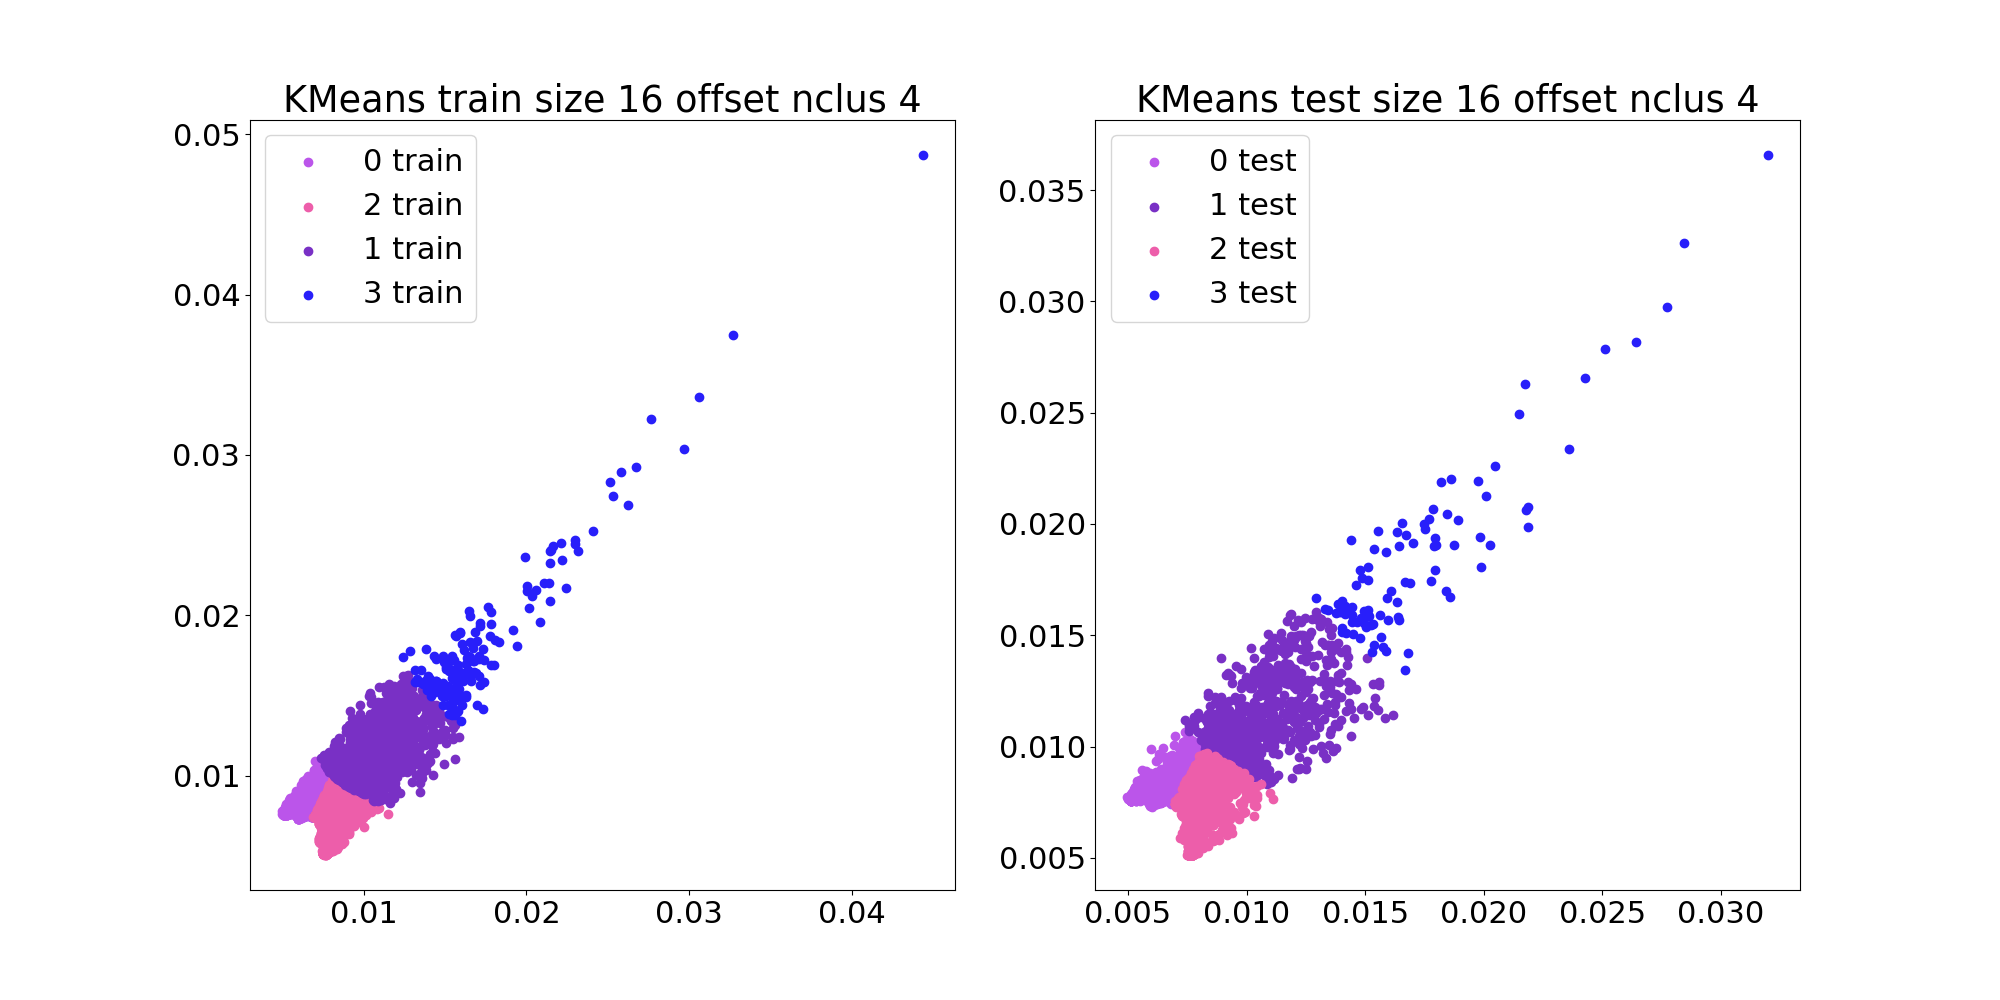 KMeans train size 16 offset nclus 4
0.05
0.04
0.03
0.02
0.01
0 train
2 train
1 train
3 train
0.01 0.02 0.03 0.04
KMeans test size 16 offset nclus 4
0.035
0.030
0.025
0.020
0.015
0.010
0.005
0 test
1 test
2 test
3 test
0.005 0.010 0.015 0.020 0.025 0.030